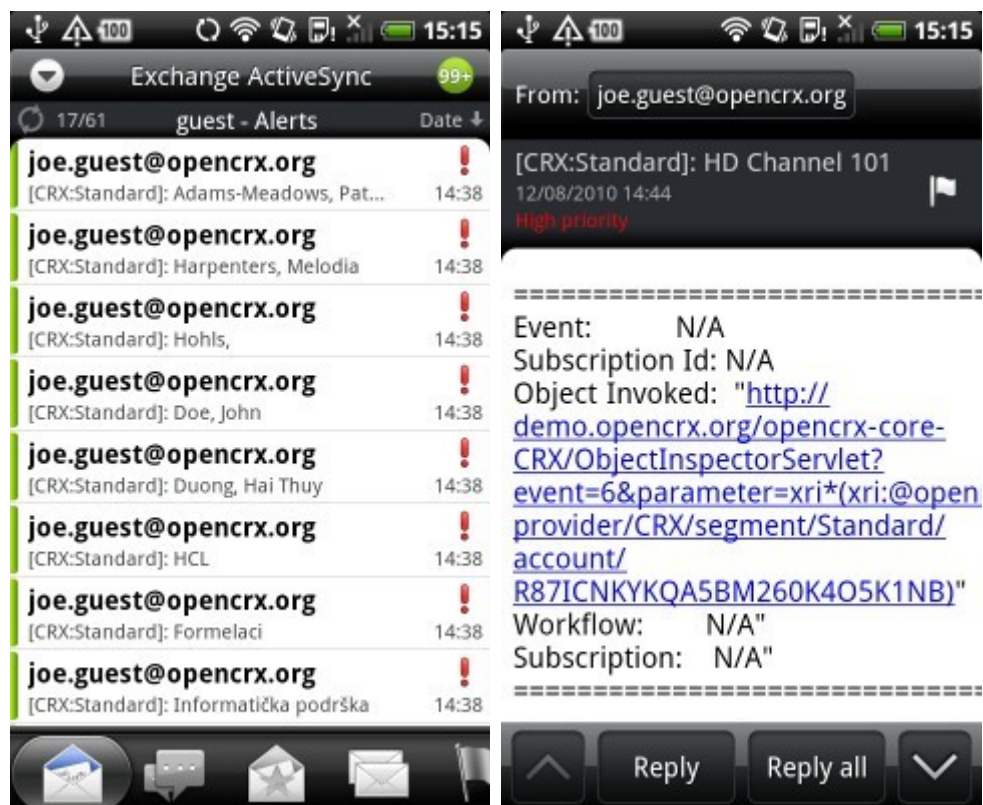 100
15:15
Exchange ActiveSync
99+
17/61
guest - Alerts
Date
joe.guest@opencrx.org
[CRX:Standard]: Adams-Meadows, Pat...
14:38
joe.guest@opencrx.org
[CRX:Standard]: Harpenters, Melodia
14:38
joe.guest@opencrx.org
[CRX:Standard]: Hohls,
14:38
joe.guest@opencrx.org
[CRX:Standard]: Doe, John
14:38
joe.guest@opencrx.org
[CRX:Standard]: Duong, Hai Thuy
14:38
joe.guest@opencrx.org
[CRX:Standard]: HCL
14:38
joe.guest@opencrx.org
[CRX:Standard]: Formelaci
14:38
joe.guest@opencrx.org
[CRX:Standard]: Informatička podrška
14:38
100
15:15
From: joe.guest@opencrx.org
[CRX:Standard]: HD Channel 101
12/08/2010 14:44
High priority
==============================
Event: N/A
Subscription Id: N/A
Object Invoked: "http://
demo.opencrx.org/opencrx-core-
CRX/ObjectInspectorServlet?
event=6&parameter=xri*(xri:@open
provider/CRX/segment/Standard/
account/
R87ICNKYKQA5BM260K4O5K1NB)"
Workflow: N/A"
Subscription: N/A"
==============================
Reply
Reply all